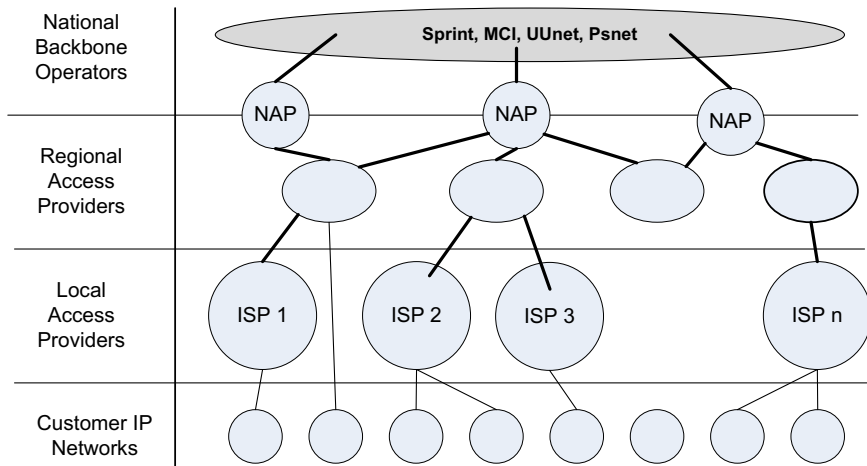 National
Backbone
Operators
Sprint, MCI, UUnet, Psnet
NAP
NAP
NAP
Regional
Access
Providers
Local
Access
Providers
ISP 1
ISP 2
ISP 3
ISP n
Customer IP
Networks